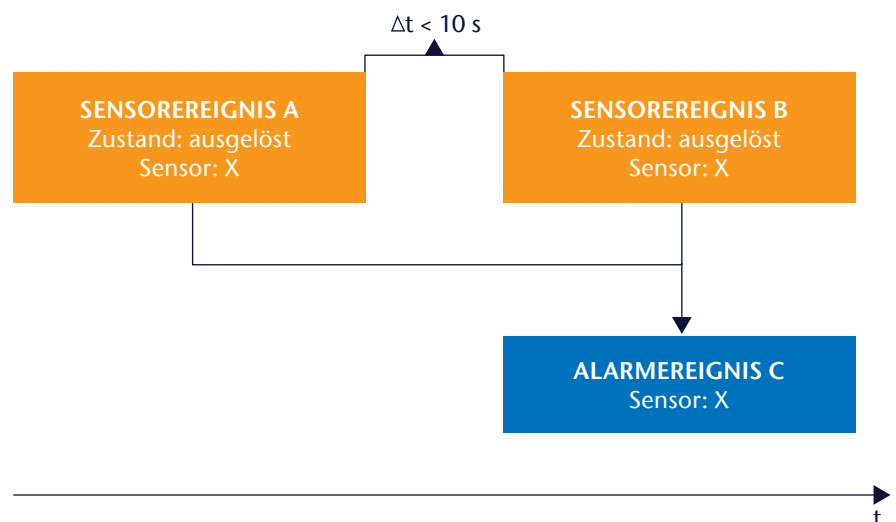 Δt < 10 s
SENSOREREIGNIS A
Zustand: ausgelöst
Sensor: X
SENSOREREIGNIS B
Zustand: ausgelöst
Sensor: X
ALARMEREIGNIS C
Sensor: X
t